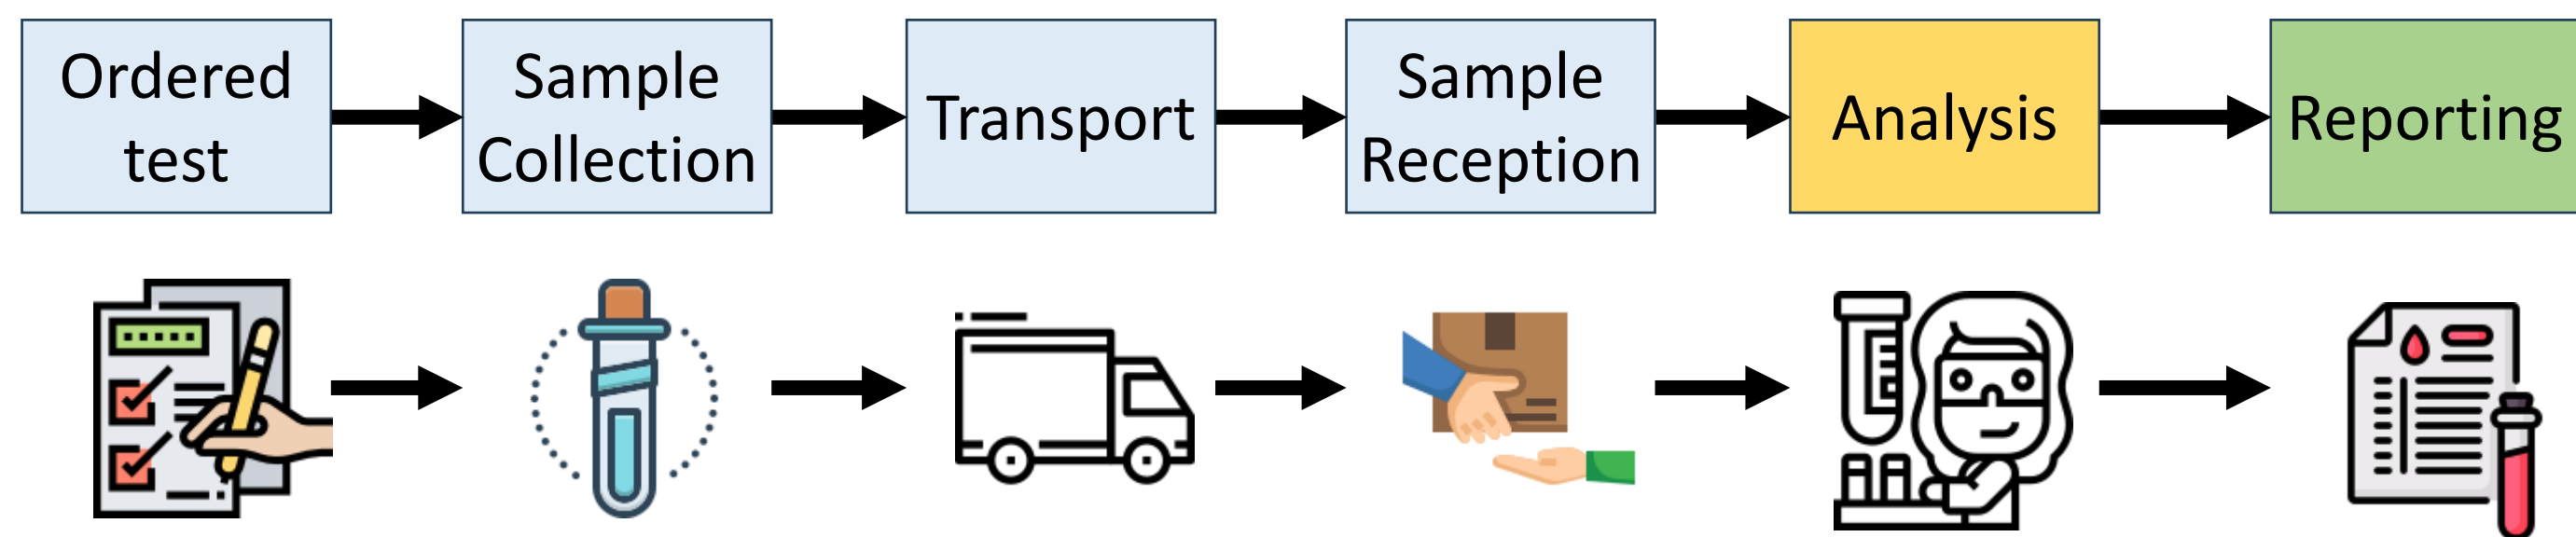 Ordered
test
Sample
Collection
Transport
Sample
Reception
Analysis
Reporting